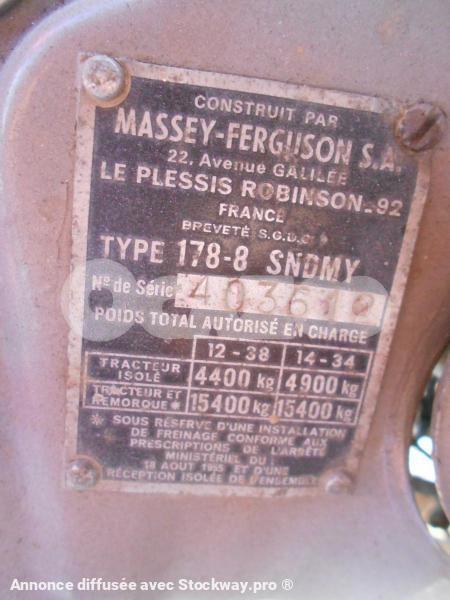 CONSTRUIT PAR
MASSEY-FERGUSON S.A.
22, Avenue GALILÉE
LE PLESSIS ROBINSON-92
FRANCE
BREVETÉ S.G.D.G
TYPE 178-8 SNDMY
Nº de Série 403612
POIDS TOTAL AUTORISÉ EN CHARGE
12-38 14-34
TRACTEUR ISOLÉ 4400 kg 4900 kg
TRACTEUR ET REMORQUE * 15400 kg 15400 kg
* SOUS RÉSERVE D'UNE INSTALLATION
DE FREINAGE CONFORME AUX
PRESCRIPTIONS DE L'ARRÊTÉ
MINISTÉRIEL DU
18 AOUT 1955 ET D'UNE
RÉCEPTION ISOLÉE DE L'ENSEMBLE
Annonce diffusée avec Stockway.pro ®